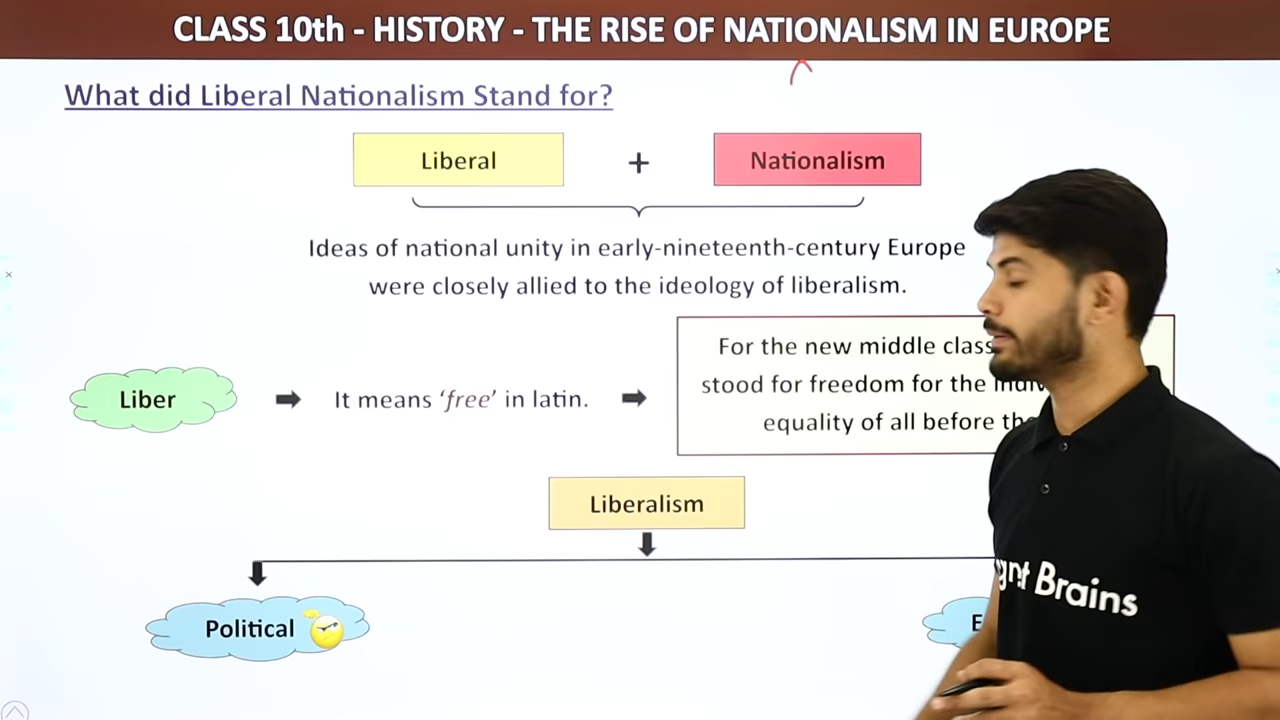 CLASS 10th - HISTORY - THE RISE OF NATIONALISM IN EUROPE
What did Liberal Nationalism Stand for?
Liberal + Nationalism
Ideas of national unity in early-nineteenth-century Europe
were closely allied to the ideology of liberalism.
Liber
It means ‘free’ in latin.
For the new middle class
stood for freedom for the
equality of all before
Liberalism
Political
Brains